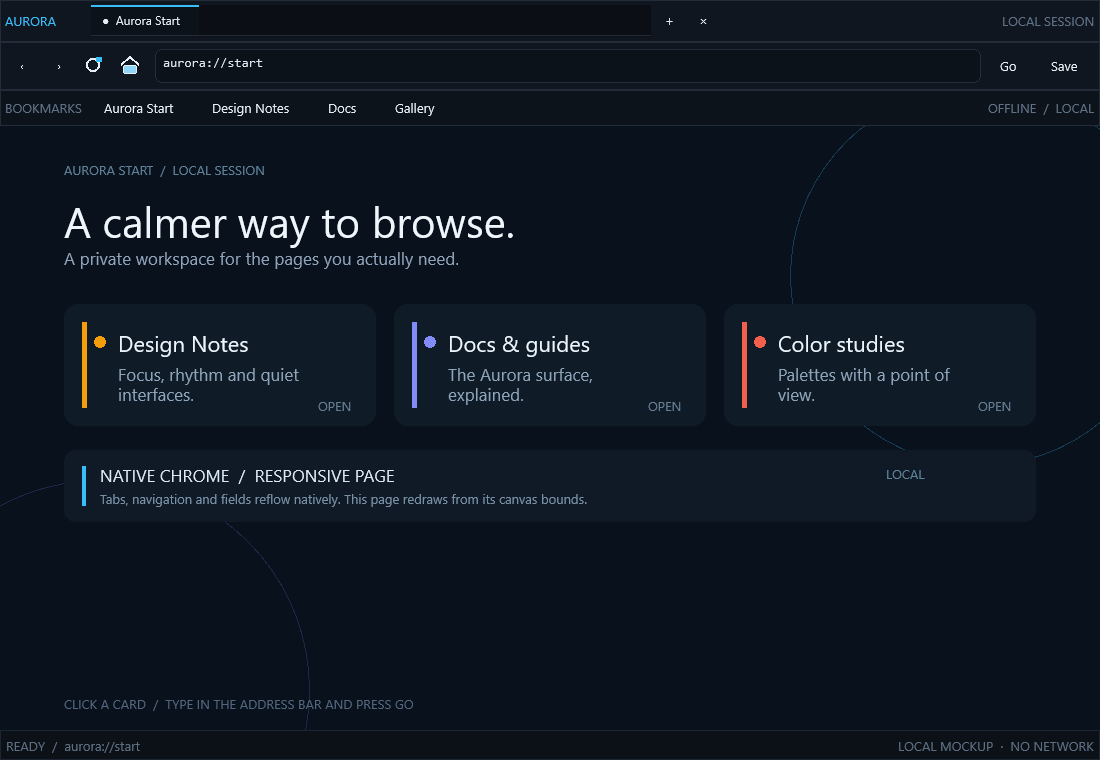 AURORA ● Aurora Start + × LOCAL SESSION
‹ › aurora://start Go Save
BOOKMARKS Aurora Start Design Notes Docs Gallery OFFLINE / LOCAL
AURORA START / LOCAL SESSION
A calmer way to browse.
A private workspace for the pages you actually need.
Design Notes
Focus, rhythm and quiet
interfaces.
OPEN
Docs & guides
The Aurora surface,
explained.
OPEN
Color studies
Palettes with a point of
view.
OPEN
NATIVE CHROME / RESPONSIVE PAGE LOCAL
Tabs, navigation and fields reflow natively. This page redraws from its canvas bounds.
CLICK A CARD / TYPE IN THE ADDRESS BAR AND PRESS GO
READY / aurora://start LOCAL MOCKUP · NO NETWORK